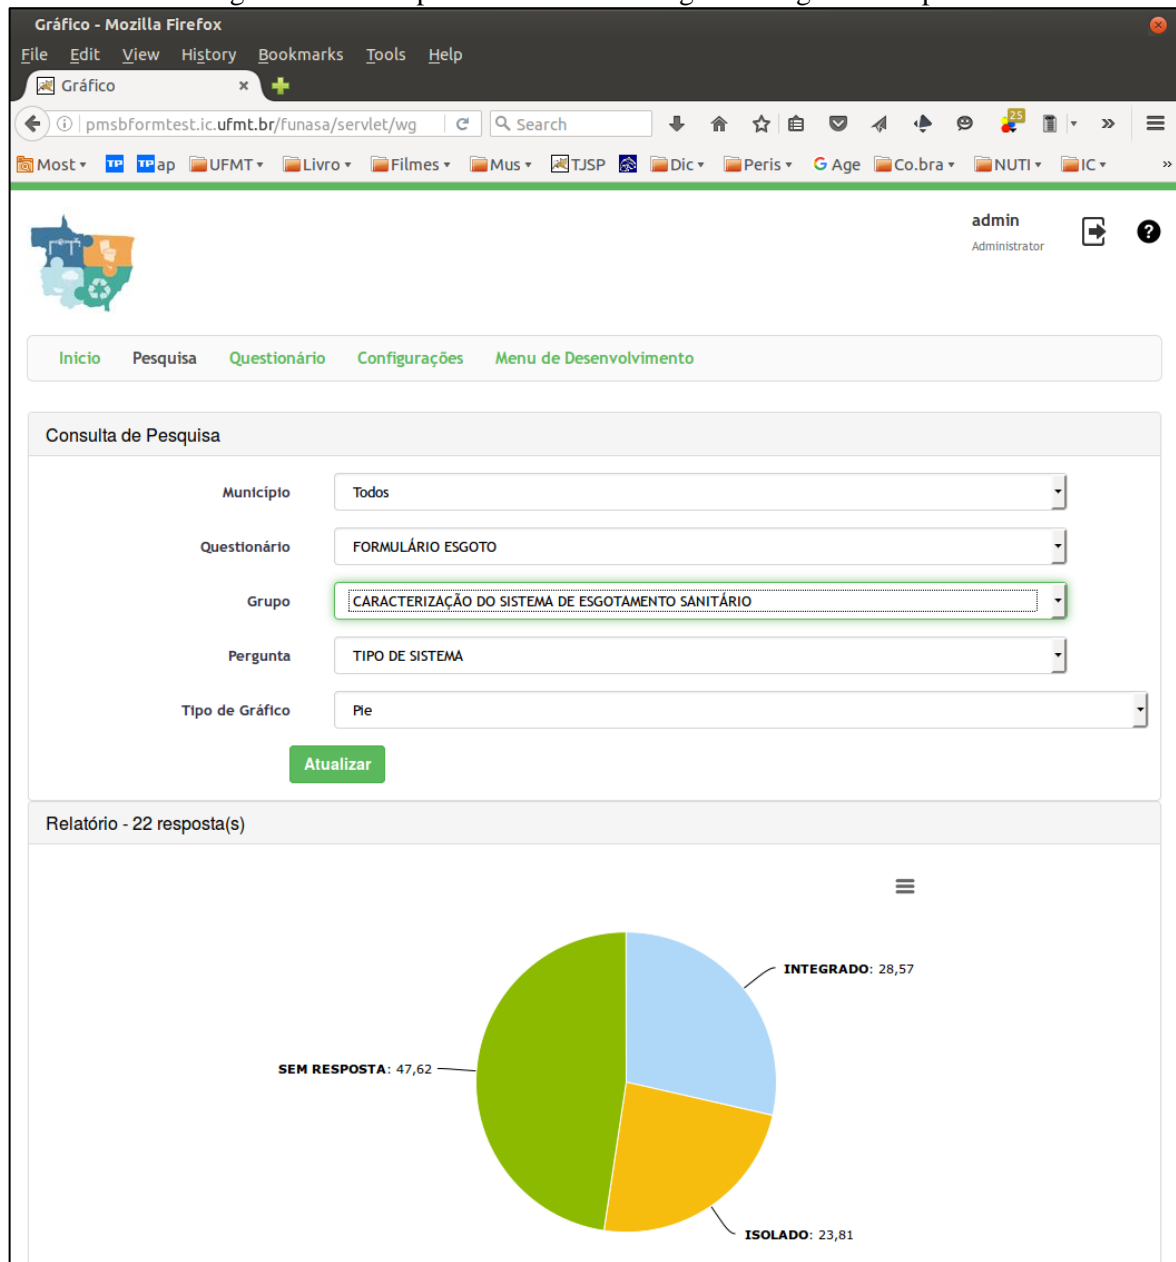 Gráfico - Mozilla Firefox
File Edit View History Bookmarks Tools Help
Gráfico
pmsbformtest.ic.ufmt.br/funasa/servlet/wg Search 25
Most TP TP ap UFMT Livro Filmes Mus TJSP Dic Peris G Age Co.bra NUTI IC »
admin
Administrator
Inicio Pesquisa Questionário Configurações Menu de Desenvolvimento
Consulta de Pesquisa
Município Todos
Questionário FORMULÁRIO ESGOTO
Grupo CARACTERIZAÇÃO DO SISTEMA DE ESGOTAMENTO SANITÁRIO
Pergunta TIPO DE SISTEMA
Tipo de Gráfico Pie
Atualizar
Relatório - 22 resposta(s)
INTEGRADO: 28,57
SEM RESPOSTA: 47,62
ISOLADO: 23,81